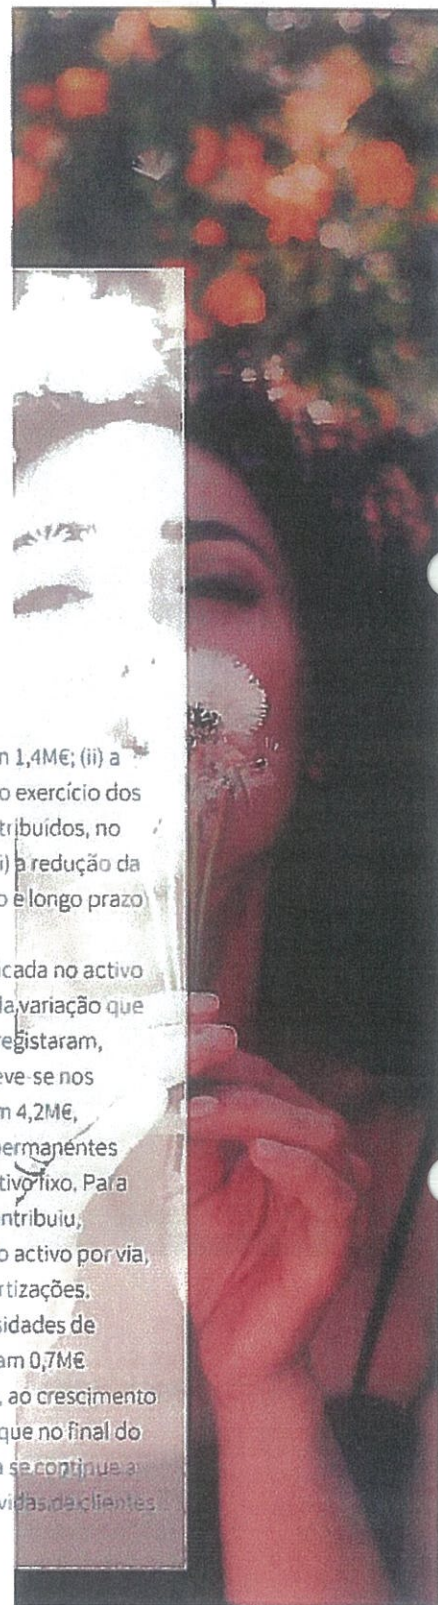 n 1,4M€; (ii) a
o exercício dos
tribuídos, no
i) a redução da
o e longo prazo
cada no activo
da variação que
registaram,
eve-se nos
m 4,2M€,
permanentes
tivo fixo. Para
ntribuiu,
o activo por via,
rtizações.
sidades de
am 0,7M€
, ao crescimento
que no final do
a se continue a
vidas de clientes